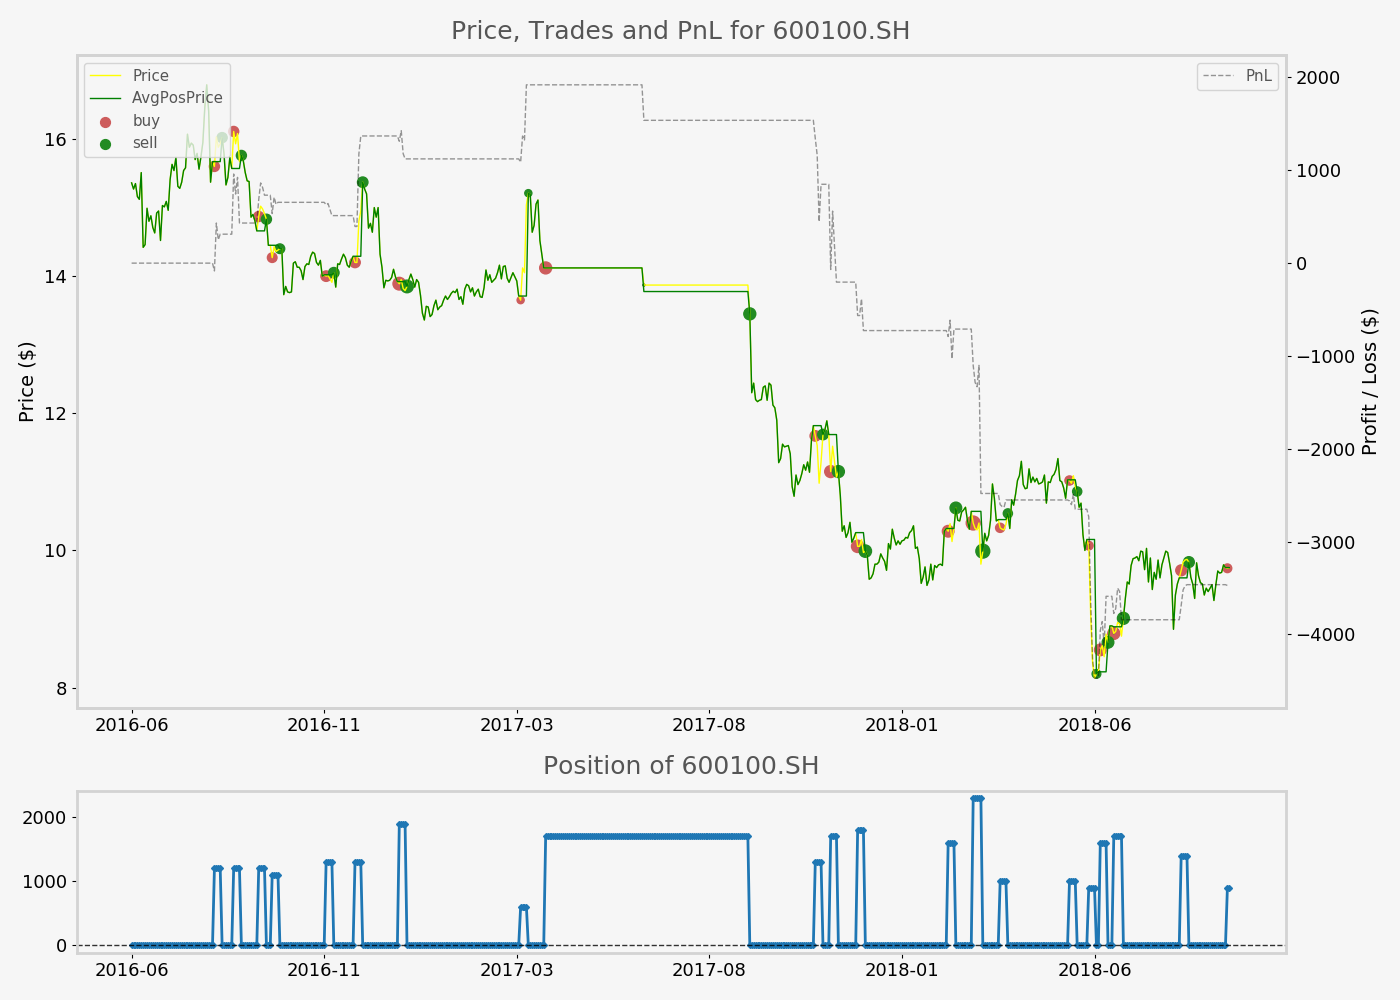 Price, Trades and PnL for 600100.SH
Price
AvgPosPrice
buy
sell
PnL
Price ($)
16
14
12
10
8
2000
1000
0
−1000
−2000
−3000
−4000
Profit / Loss ($)
2016-06 2016-11 2017-03 2017-08 2018-01 2018-06
Position of 600100.SH
2000
1000
0
2016-06 2016-11 2017-03 2017-08 2018-01 2018-06